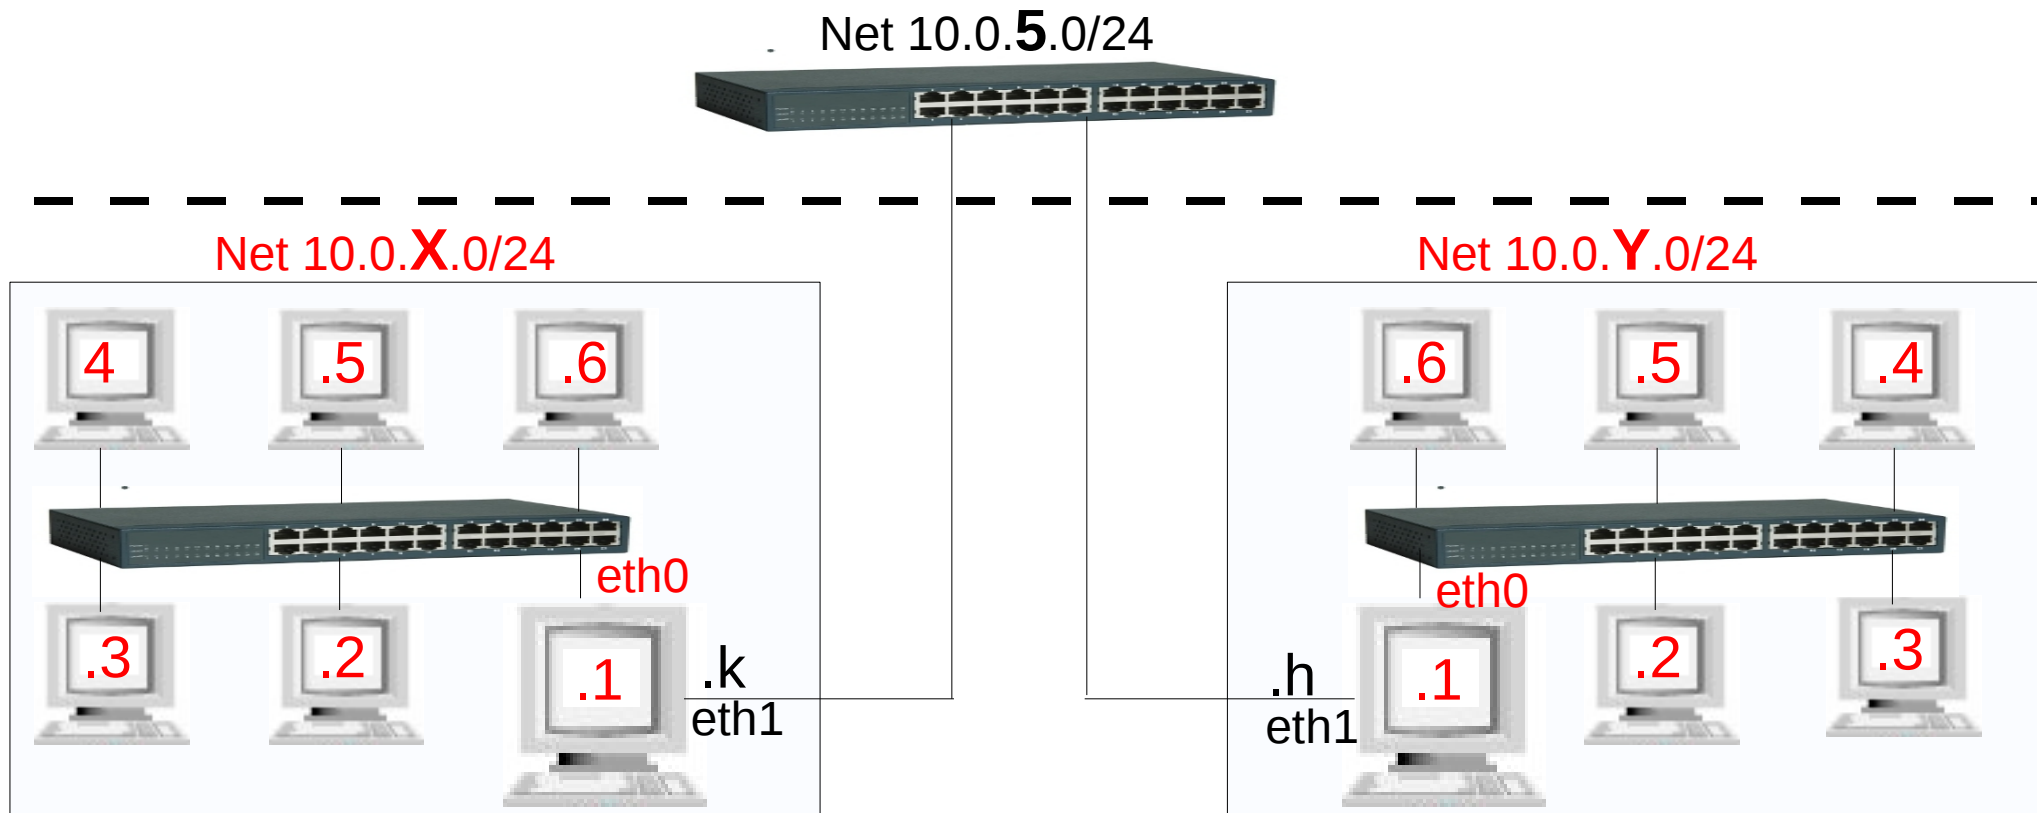 Net 10.0.5.0/24
Net 10.0.X.0/24
Net 10.0.Y.0/24
4
.5
.6
.6
.5
.4
eth0
eth0
.3
.2
.1
.k
eth1
.h
eth1
.1
.2
.3